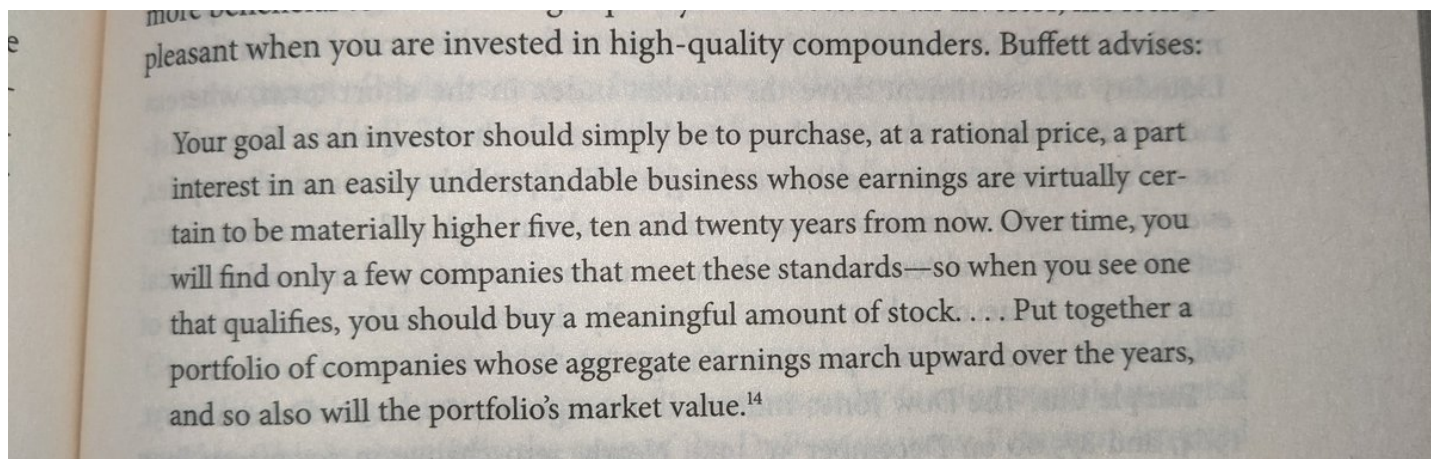 more
pleasant when you are invested in high-quality compounders. Buffett advises:
Your goal as an investor should simply be to purchase, at a rational price, a part
interest in an easily understandable business whose earnings are virtually cer-
tain to be materially higher five, ten and twenty years from now. Over time, you
will find only a few companies that meet these standards—so when you see one
that qualifies, you should buy a meaningful amount of stock. . . . Put together a
portfolio of companies whose aggregate earnings march upward over the years,
and so also will the portfolio's market value.14